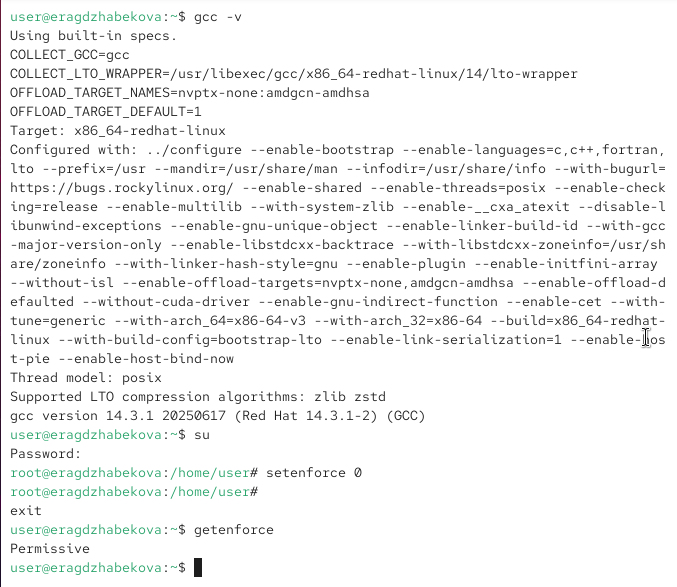 user@eragdzhabekova:~$ gcc -v
Using built-in specs.
COLLECT_GCC=gcc
COLLECT_LTO_WRAPPER=/usr/libexec/gcc/x86_64-redhat-linux/14/lto-wrapper
OFFLOAD_TARGET_NAMES=nvptx-none:amdgcn-amdhsa
OFFLOAD_TARGET_DEFAULT=1
Target: x86_64-redhat-linux
Configured with: ../configure --enable-bootstrap --enable-languages=c,c++,fortran,
lto --prefix=/usr --mandir=/usr/share/man --infodir=/usr/share/info --with-bugurl=
https://bugs.rockylinux.org/ --enable-shared --enable-threads=posix --enable-check
ing=release --enable-multilib --with-system-zlib --enable-__cxa_atexit --disable-l
ibunwind-exceptions --enable-gnu-unique-object --enable-linker-build-id --with-gcc
-major-version-only --enable-libstdcxx-backtrace --with-libstdcxx-zoneinfo=/usr/sh
are/zoneinfo --with-linker-hash-style=gnu --enable-plugin --enable-initfini-array
--without-isl --enable-offload-targets=nvptx-none,amdgcn-amdhsa --enable-offload-d
efaulted --without-cuda-driver --enable-gnu-indirect-function --enable-cet --with-
tune=generic --with-arch_64=x86-64-v3 --with-arch_32=x86-64 --build=x86_64-redhat-
linux --with-build-config=bootstrap-lto --enable-link-serialization=1 --enable-hos
t-pie --enable-host-bind-now
Thread model: posix
Supported LTO compression algorithms: zlib zstd
gcc version 14.3.1 20250617 (Red Hat 14.3.1-2) (GCC)
user@eragdzhabekova:~$ su
Password:
root@eragdzhabekova:/home/user# setenforce 0
root@eragdzhabekova:/home/user#
exit
user@eragdzhabekova:~$ getenforce
Permissive
user@eragdzhabekova:~$